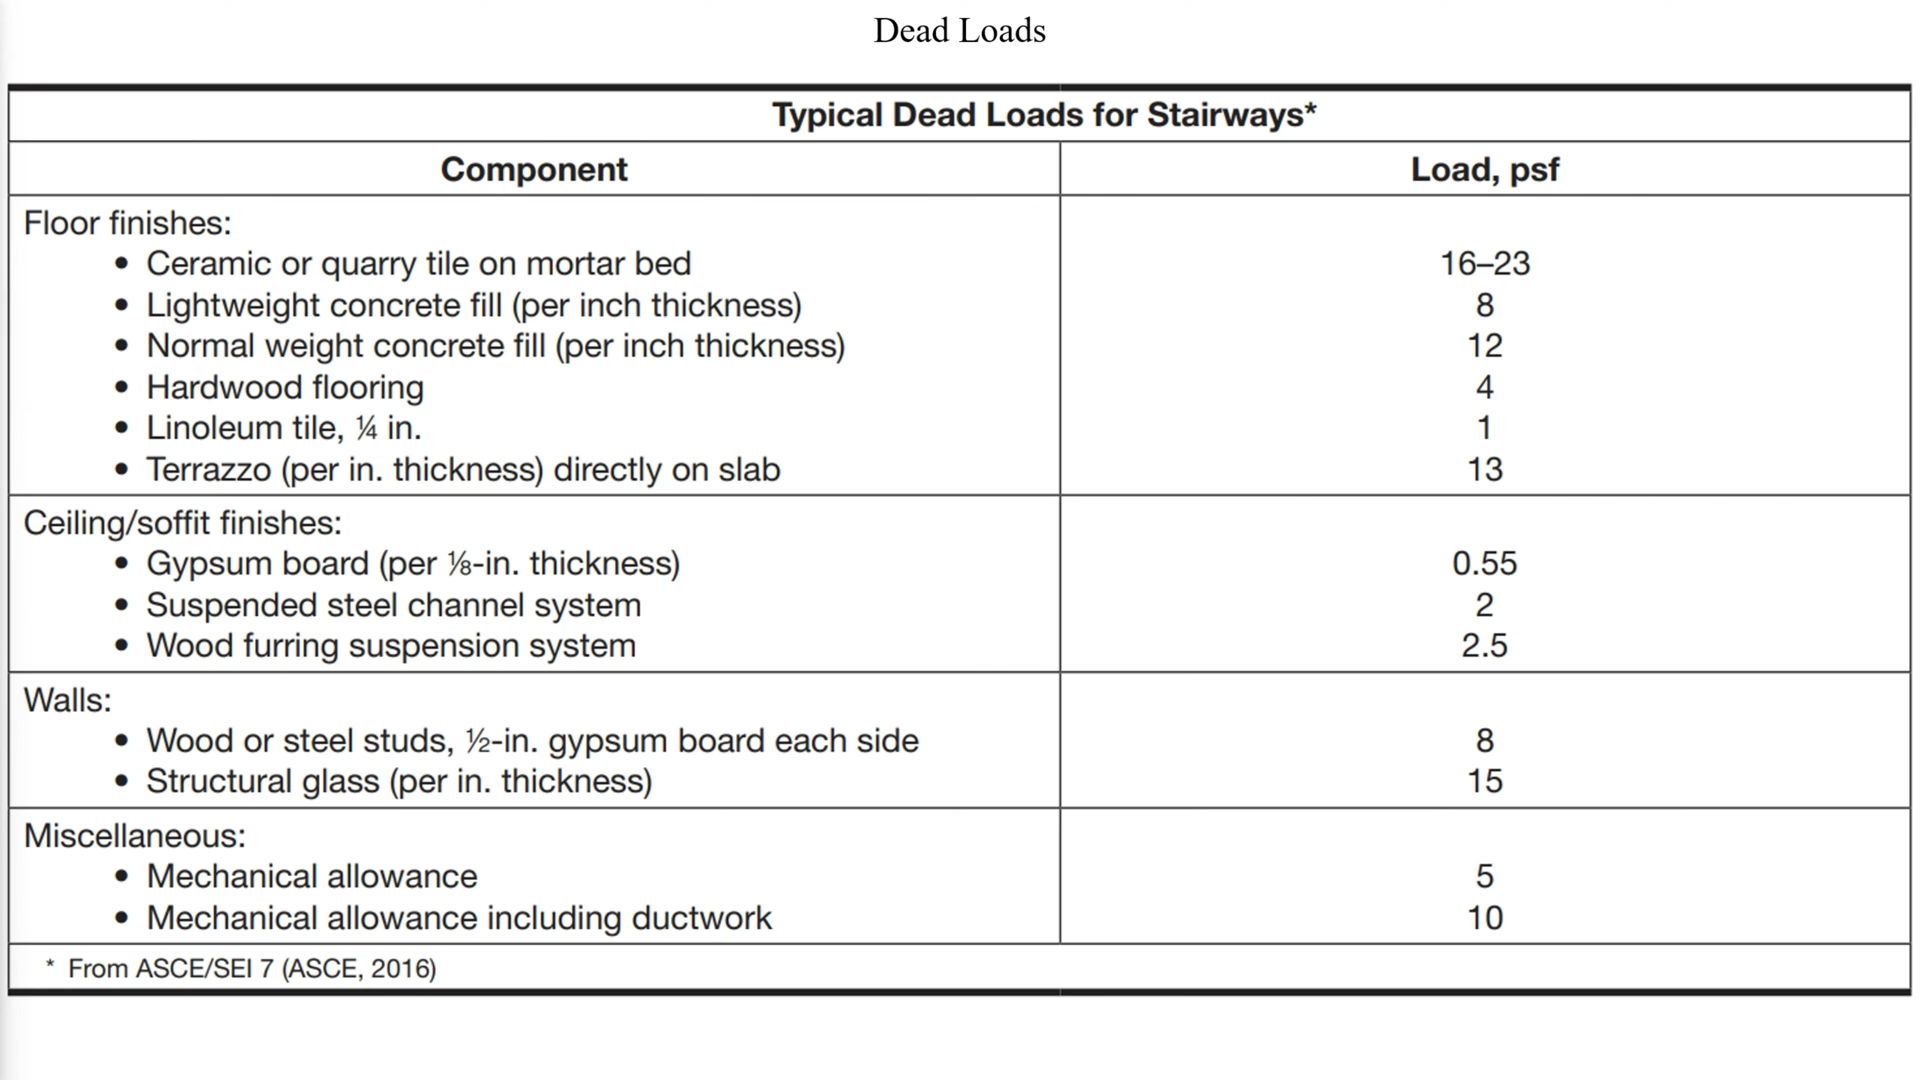 Dead Loads
Typical Dead Loads for Stairways*
Component Load, psf
Floor finishes:
• Ceramic or quarry tile on mortar bed 16–23
• Lightweight concrete fill (per inch thickness) 8
• Normal weight concrete fill (per inch thickness) 12
• Hardwood flooring 4
• Linoleum tile, ¼ in. 1
• Terrazzo (per in. thickness) directly on slab 13
Ceiling/soffit finishes:
• Gypsum board (per ⅛-in. thickness) 0.55
• Suspended steel channel system 2
• Wood furring suspension system 2.5
Walls:
• Wood or steel studs, ½-in. gypsum board each side 8
• Structural glass (per in. thickness) 15
Miscellaneous:
• Mechanical allowance 5
• Mechanical allowance including ductwork 10
* From ASCE/SEI 7 (ASCE, 2016)